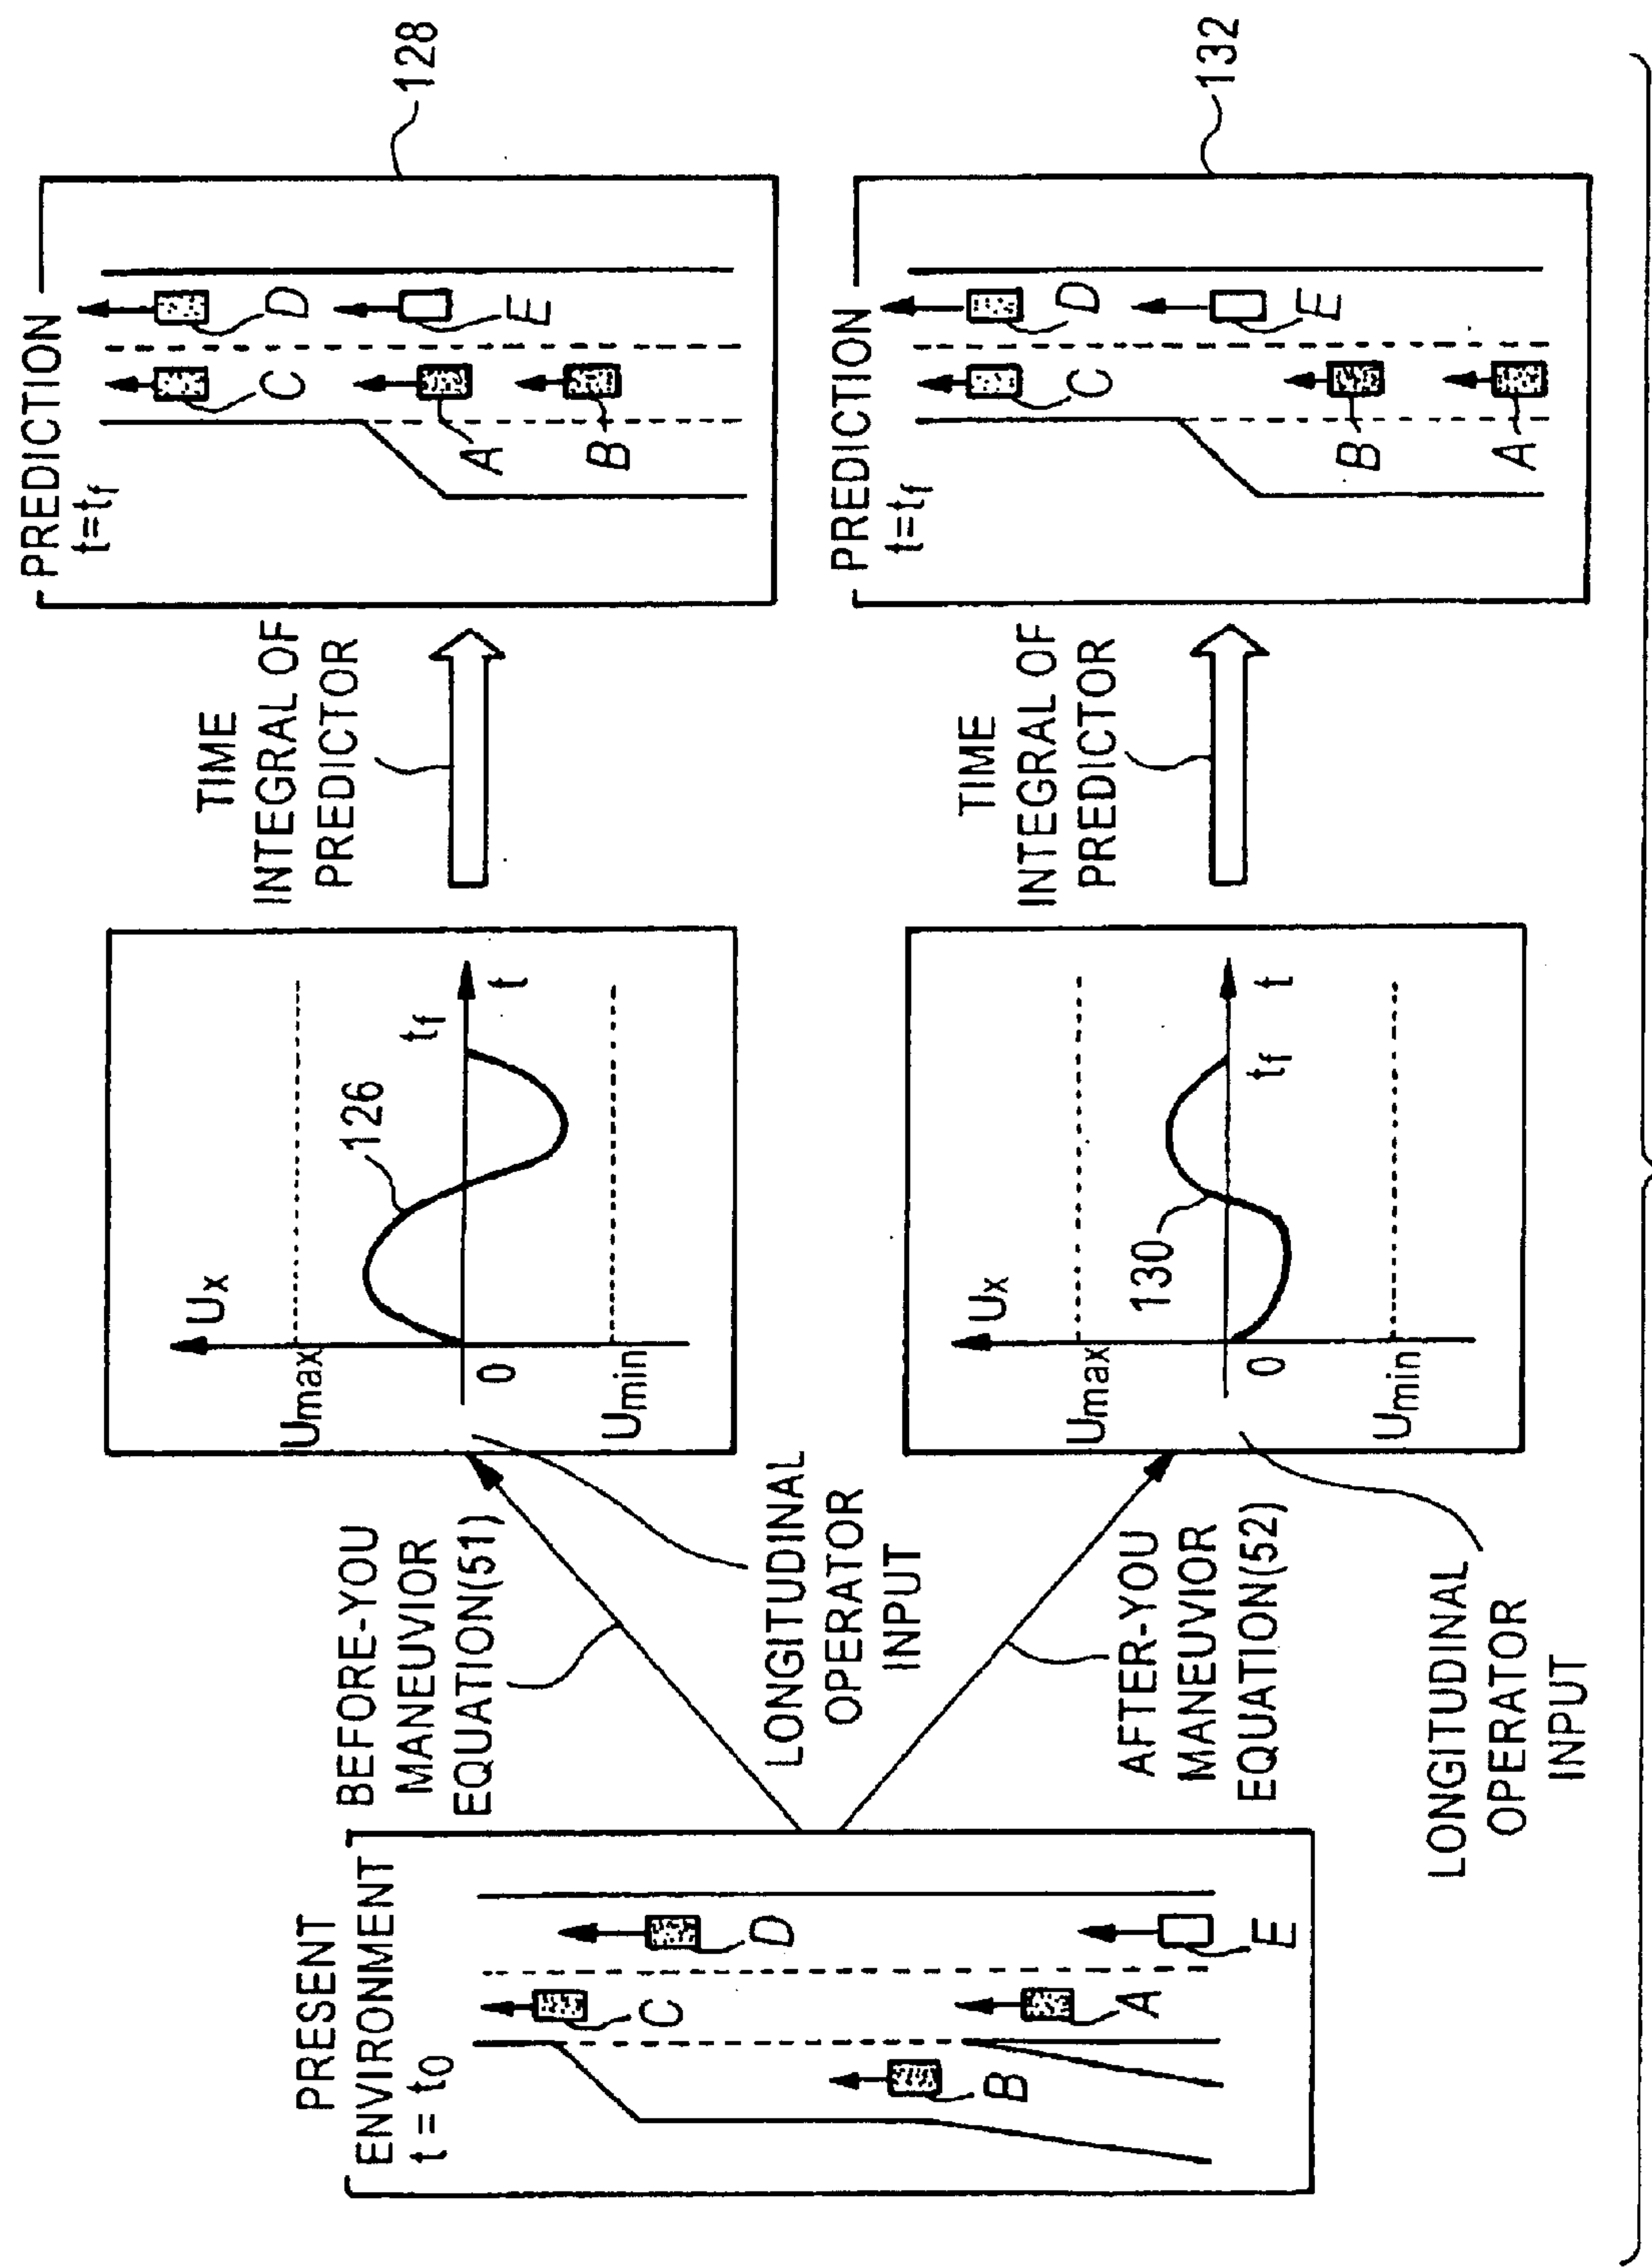 PRESENT
ENVIRONMENT
t = t0
C
D
B
A
E
BEFORE-YOU
MANEUVIOR
EQUATION(51)
LONGITUDINAL
OPERATOR
INPUT
AFTER-YOU
MANEUVIOR
EQUATION(52)
LONGITUDINAL
OPERATOR
INPUT
Ux
Umax
126
tf
0
t
Umin
Ux
Umax
130
0
tf
t
Umin
TIME
INTEGRAL OF
PREDICTOR
TIME
INTEGRAL OF
PREDICTOR
PREDICTION
t=tf
C
D
A
E
B
128
PREDICTION
t=tf
C
D
B
E
A
132